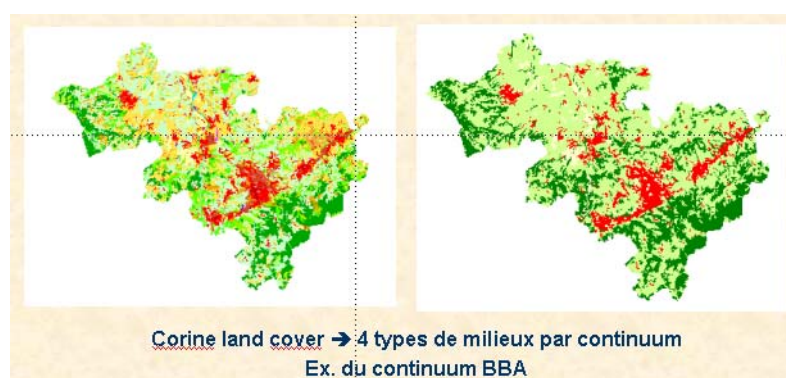 Corine land cover → 4 types de milieux par continuum
Ex. du continuum BBA